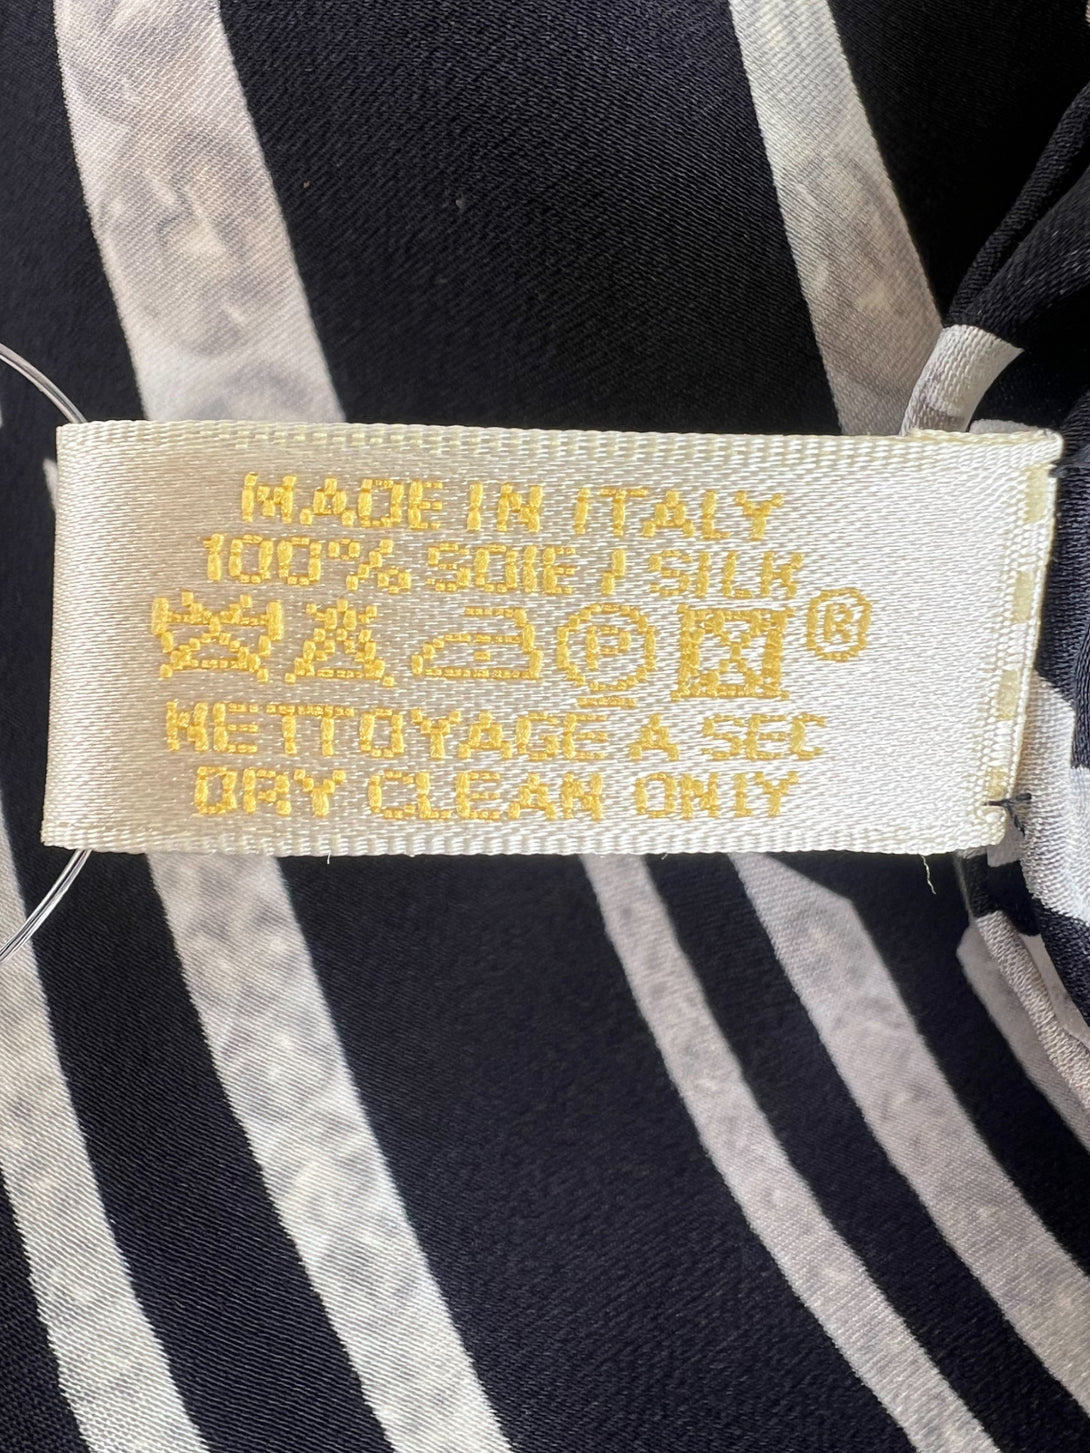 MADE IN ITALY
100% SOIE / SILK
P ®
NETTOYAGE A SEC
DRY CLEAN ONLY